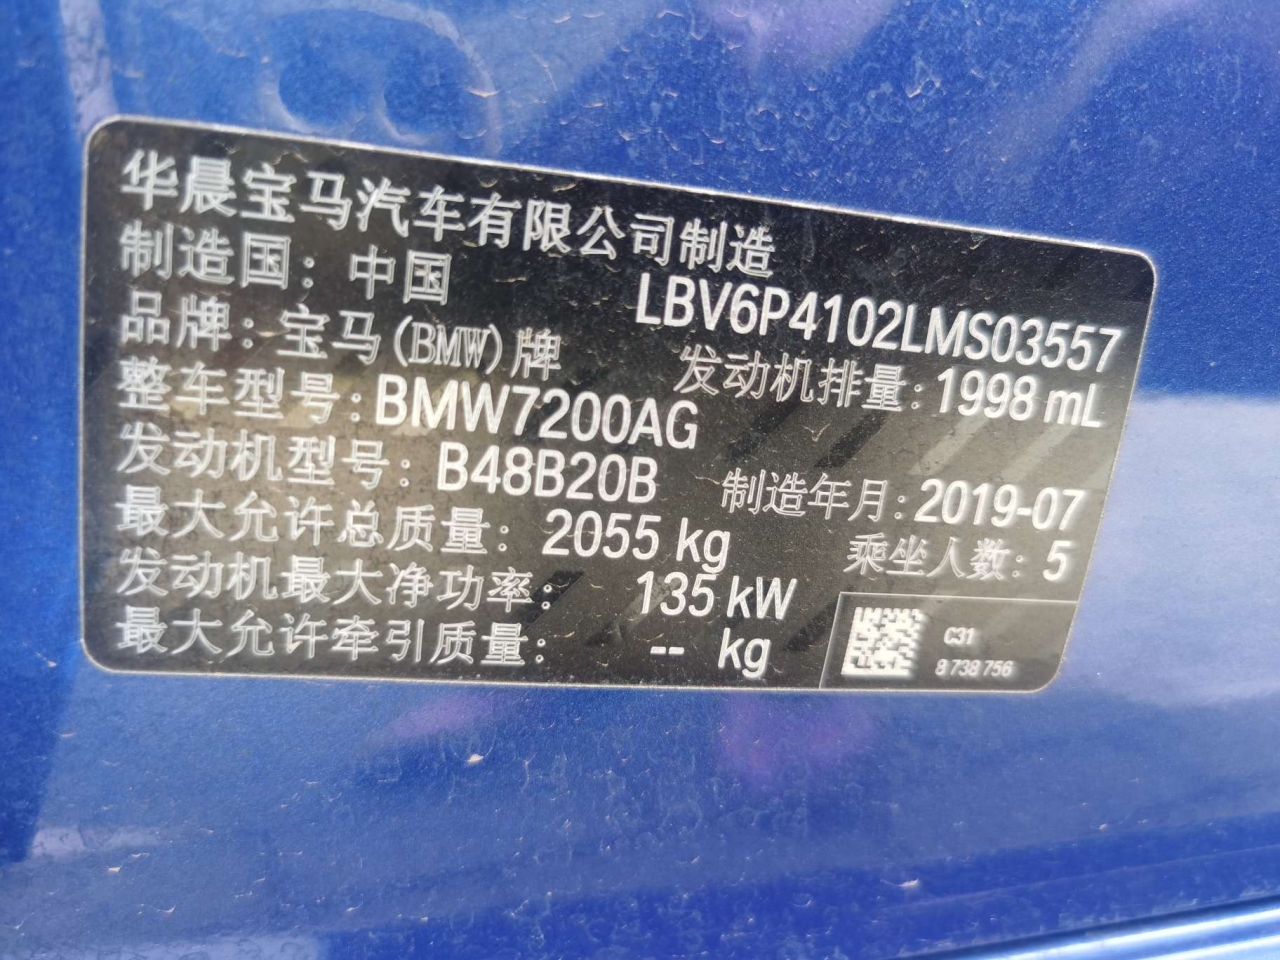 华晨宝马汽车有限公司制造
制造国：中国
LBV6P4102LMS03557
品牌：宝马(BMW)牌
发动机排量：1998 mL
整车型号：BMW7200AG
发动机型号：B48B20B
制造年月：2019-07
最大允许总质量：2055 kg
乘坐人数：5
发动机最大净功率：135 kW
最大允许牵引质量：-- kg
C31
8 738 756